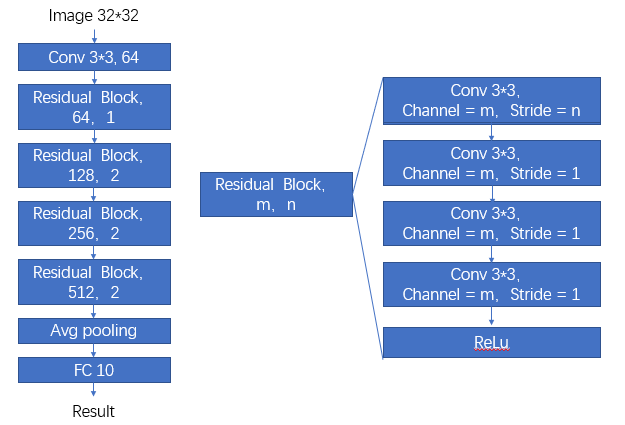 Image 32*32
Conv 3*3, 64
Residual Block,
64, 1
Residual Block,
128, 2
Residual Block,
256, 2
Residual Block,
512, 2
Avg pooling
FC 10
Result
Residual Block,
m, n
Conv 3*3,
Channel = m, Stride = n
Conv 3*3,
Channel = m, Stride = 1
Conv 3*3,
Channel = m, Stride = 1
Conv 3*3,
Channel = m, Stride = 1
ReLu